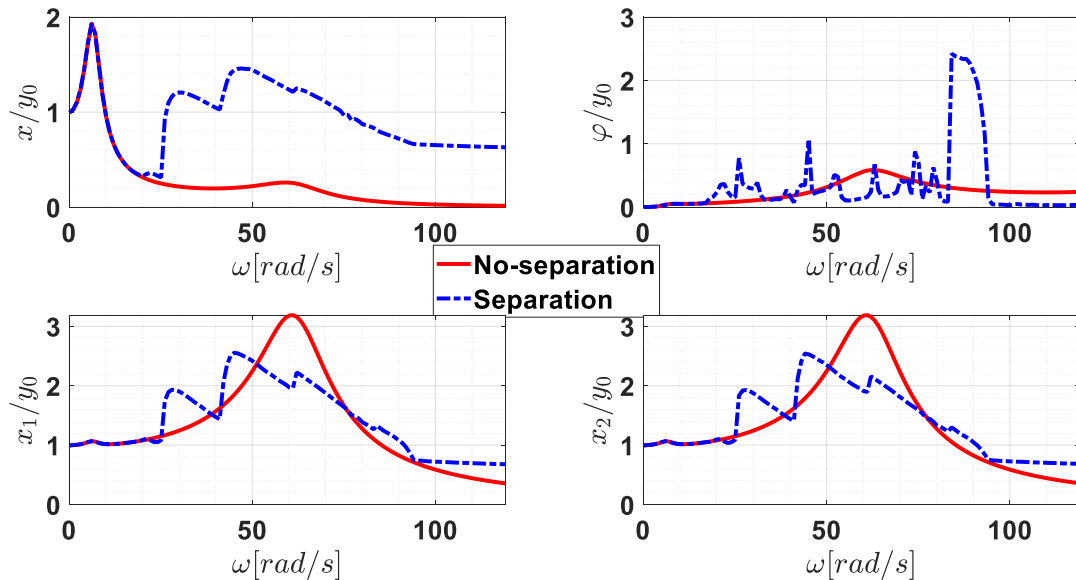 x/y₀
2
1
0
0 50 100
ω[rad/s]
φ/y₀
3
2
1
0
0 50 100
ω[rad/s]
No-separation
Separation
x₁/y₀
3
2
1
0
0 50 100
ω[rad/s]
x₂/y₀
3
2
1
0
0 50 100
ω[rad/s]